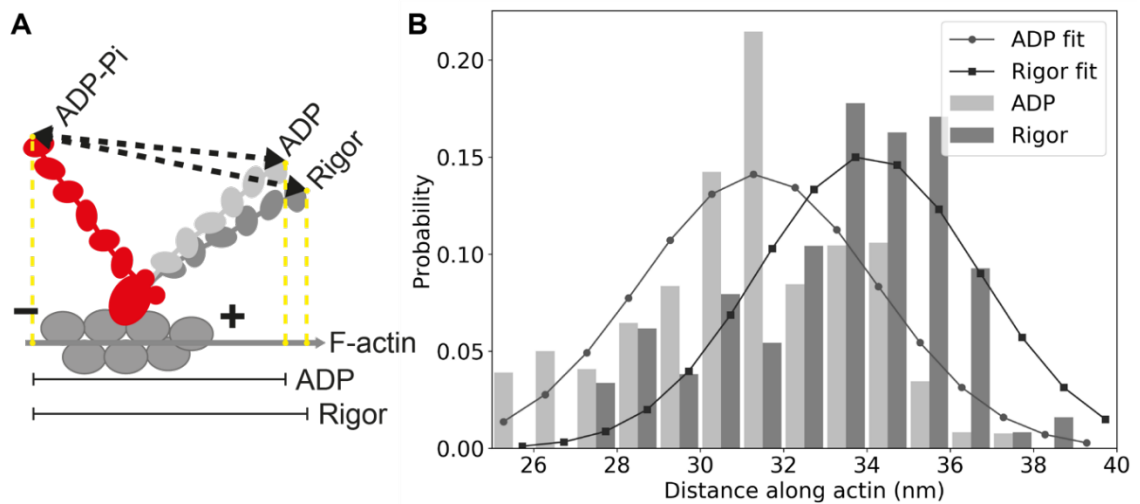 A
ADP-Pi
ADP
Rigor
−
+
F-actin
ADP
Rigor
B
Probability
0.20
0.15
0.10
0.05
0.00
ADP fit
Rigor fit
ADP
Rigor
26 28 30 32 34 36 38 40
Distance along actin (nm)